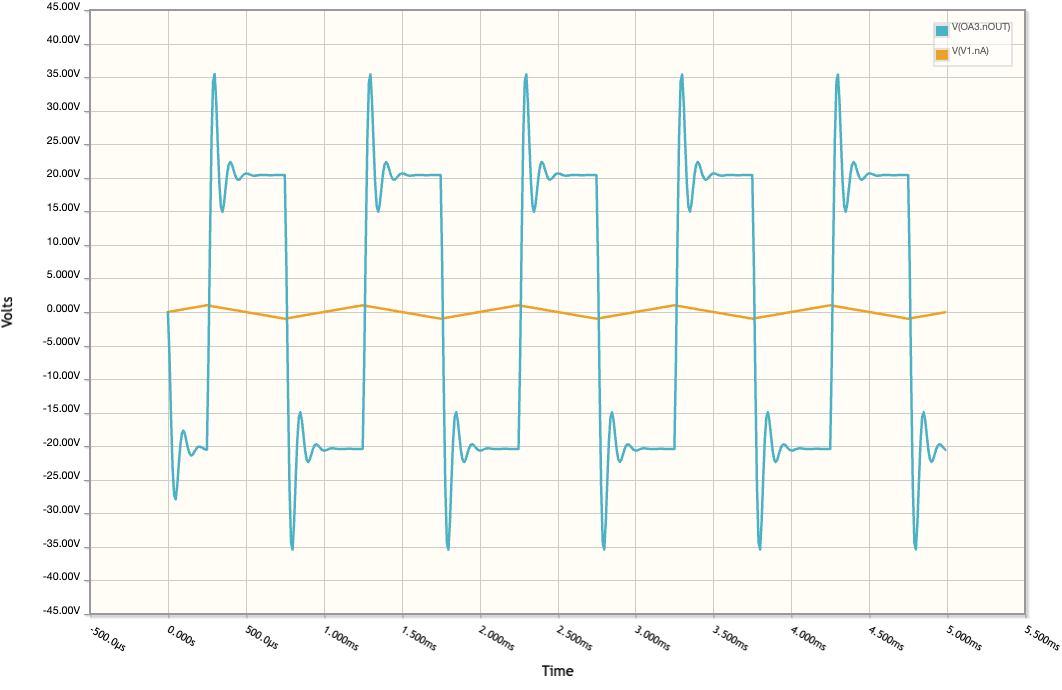 45.00V
40.00V
35.00V
30.00V
25.00V
20.00V
15.00V
10.00V
5.000V
0.000V
-5.000V
-10.00V
-15.00V
-20.00V
-25.00V
-30.00V
-35.00V
-40.00V
-45.00V
Volts
V(OA3.nOUT)
V(V1.nA)
-500.0µs
0.000s
500.0µs
1.000ms
1.500ms
2.000ms
2.500ms
3.000ms
3.500ms
4.000ms
4.500ms
5.000ms
5.500ms
Time